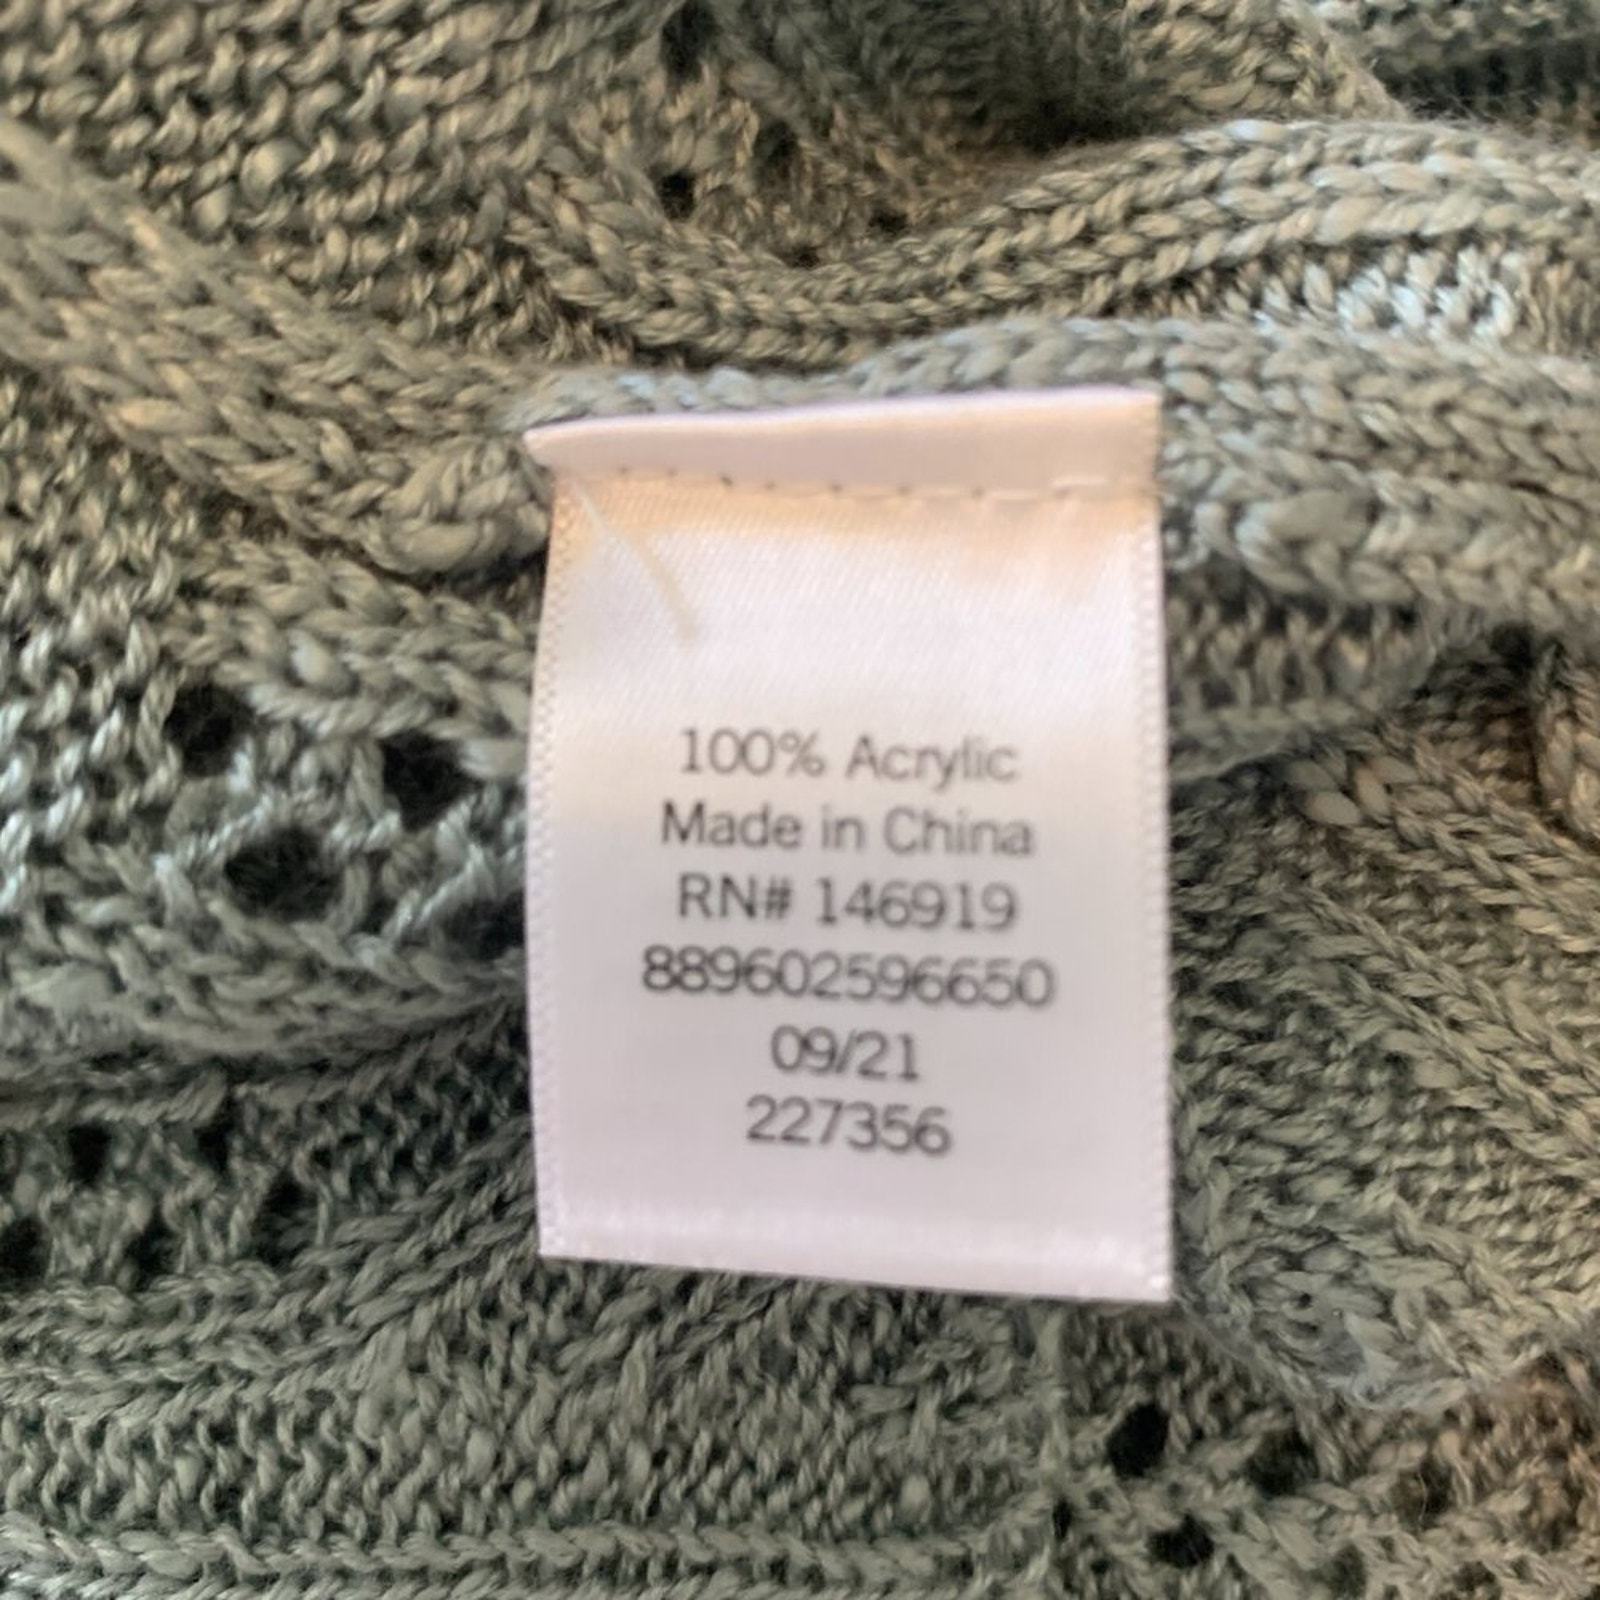 100% Acrylic
Made in China
RN# 146919
889602596650
09/21
227356